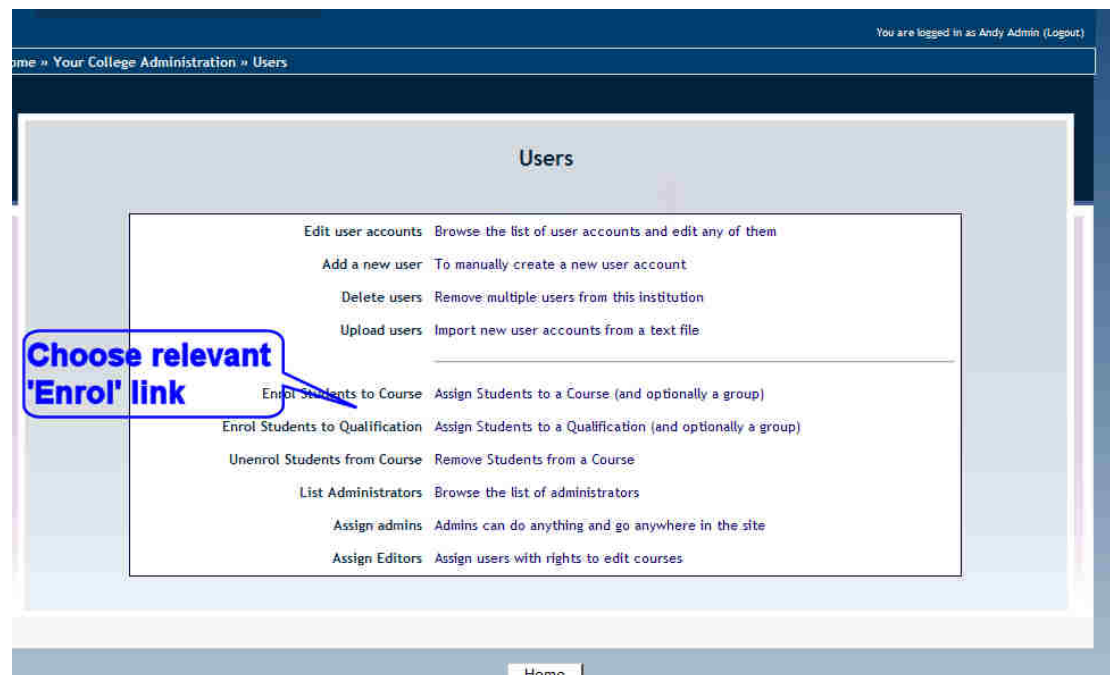 You are logged in as Andy Admin (Logout)
ome » Your College Administration » Users
Users
Edit user accounts Browse the list of user accounts and edit any of them
Add a new user To manually create a new user account
Delete users Remove multiple users from this institution
Upload users Import new user accounts from a text file
Choose relevant
'Enrol' link
Enrol Students to Course Assign Students to a Course (and optionally a group)
Enrol Students to Qualification Assign Students to a Qualification (and optionally a group)
Unenrol Students from Course Remove Students from a Course
List Administrators Browse the list of administrators
Assign admins Admins can do anything and go anywhere in the site
Assign Editors Assign users with rights to edit courses
Home